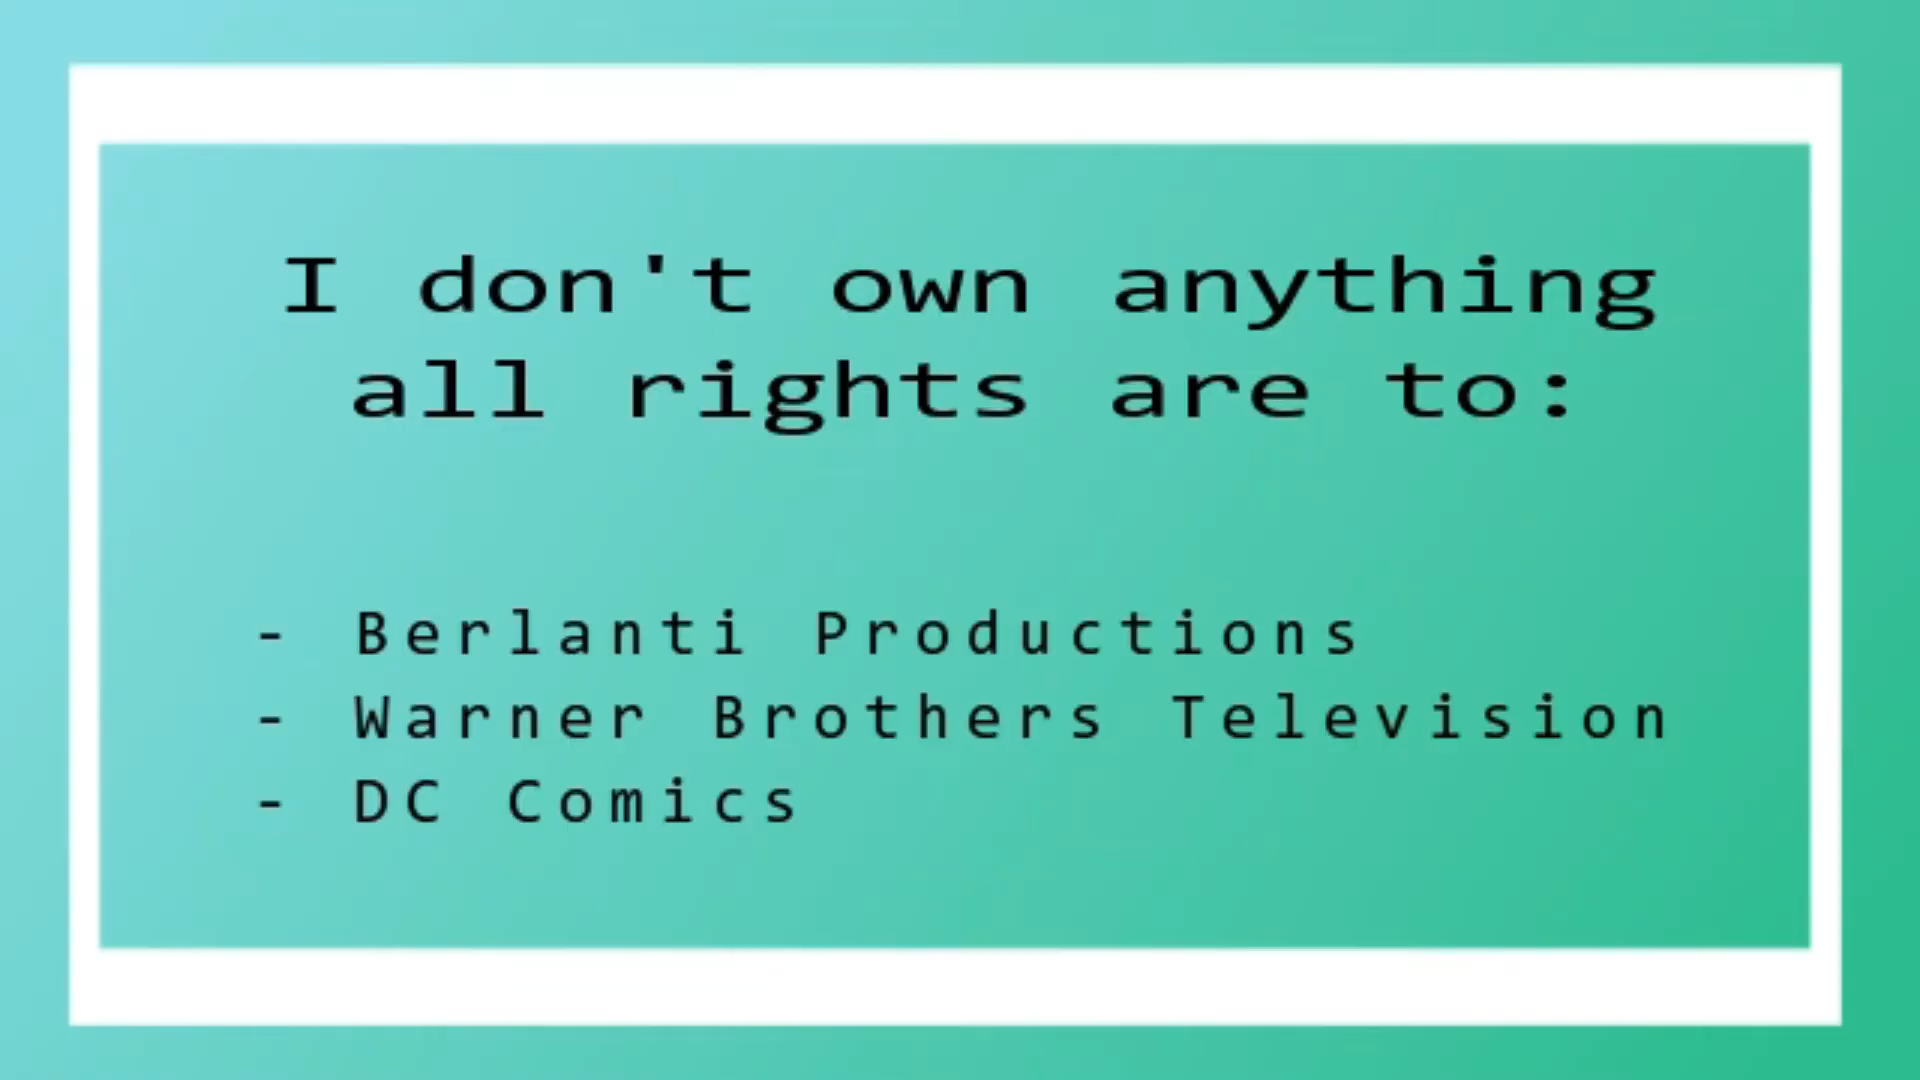 I don't own anything
all rights are to:
- Berlanti Productions
- Warner Brothers Television
- DC Comics